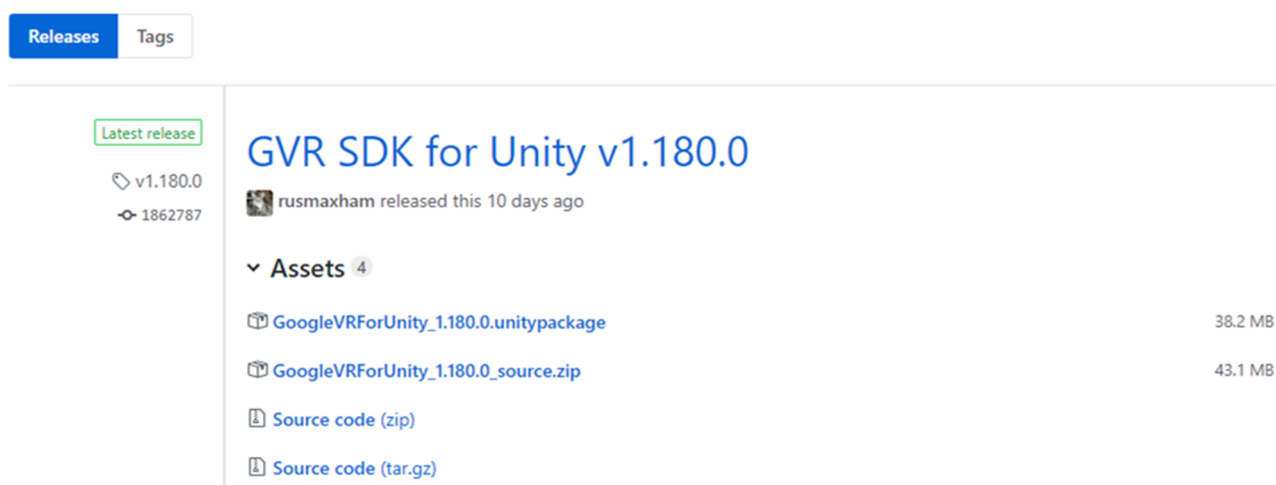 Releases Tags
Latest release
v1.180.0
1862787
GVR SDK for Unity v1.180.0
rusmaxham released this 10 days ago
Assets 4
GoogleVRForUnity_1.180.0.unitypackage 38.2 MB
GoogleVRForUnity_1.180.0_source.zip 43.1 MB
Source code (zip)
Source code (tar.gz)